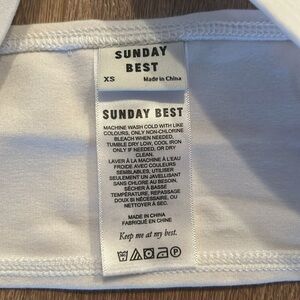 SUNDAY
BEST
XS Made in China
SUNDAY BEST
MACHINE WASH COLD WITH LIKE
COLOURS, ONLY NON-CHLORINE
BLEACH WHEN NEEDED,
TUMBLE DRY LOW, COOL IRON
ONLY IF NEEDED, OR DRY
CLEAN.
LAVER À LA MACHINE À L'EAU
FROIDE AVEC COULEURS
SEMBLABLES, UTILISER
SEULEMENT UN JAVELLISANT
SANS CHLORE AU BESOIN,
SÉCHER À BASSE
TEMPÉRATURE, REPASSAGE
DOUX SI NÉCESSAIRE, OU
NETTOYER À SEC.
MADE IN CHINA
FABRIQUÉ EN CHINE
Keep me at my best.